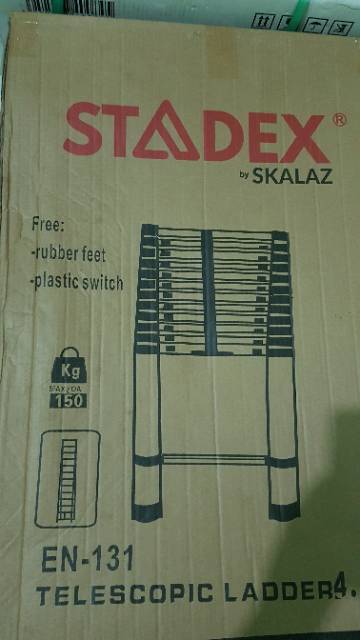 STADEX®
by SKALAZ
Free:
-rubber feet
-plastic switch
Kg
150
EN-131
TELESCOPIC LADDER